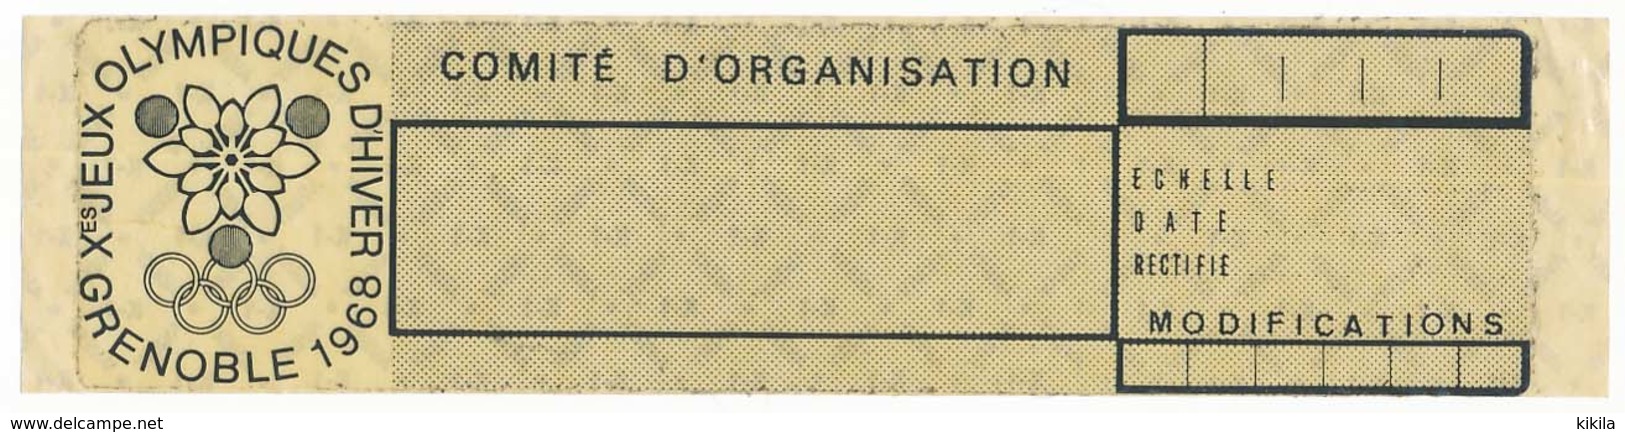 Xᴱˢ JEUX OLYMPIQUES D'HIVER
GRENOBLE 1968
COMITÉ D'ORGANISATION
ECHELLE
DATE
RECTIFIE
MODIFICATIONS
www.delcampe.net
kikila